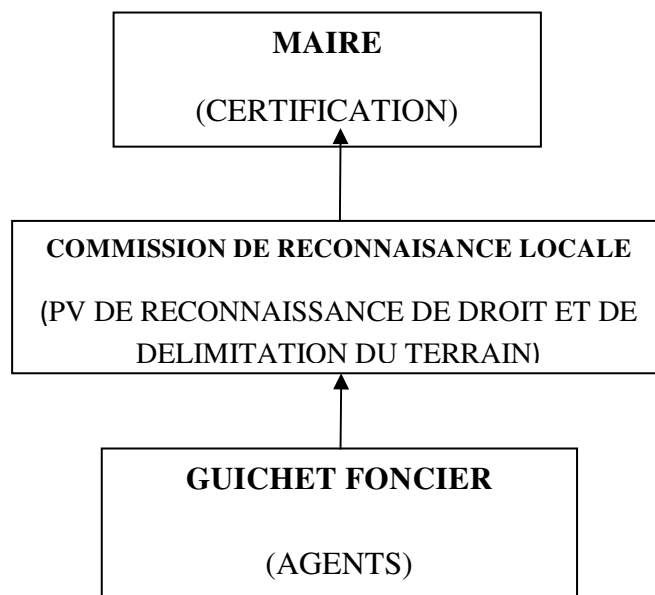 MAIRE
(CERTIFICATION)
COMMISSION DE RECONNAISANCE LOCALE
(PV DE RECONNAISSANCE DE DROIT ET DE
DELIMITATION DU TERRAIN)
GUICHET FONCIER
(AGENTS)